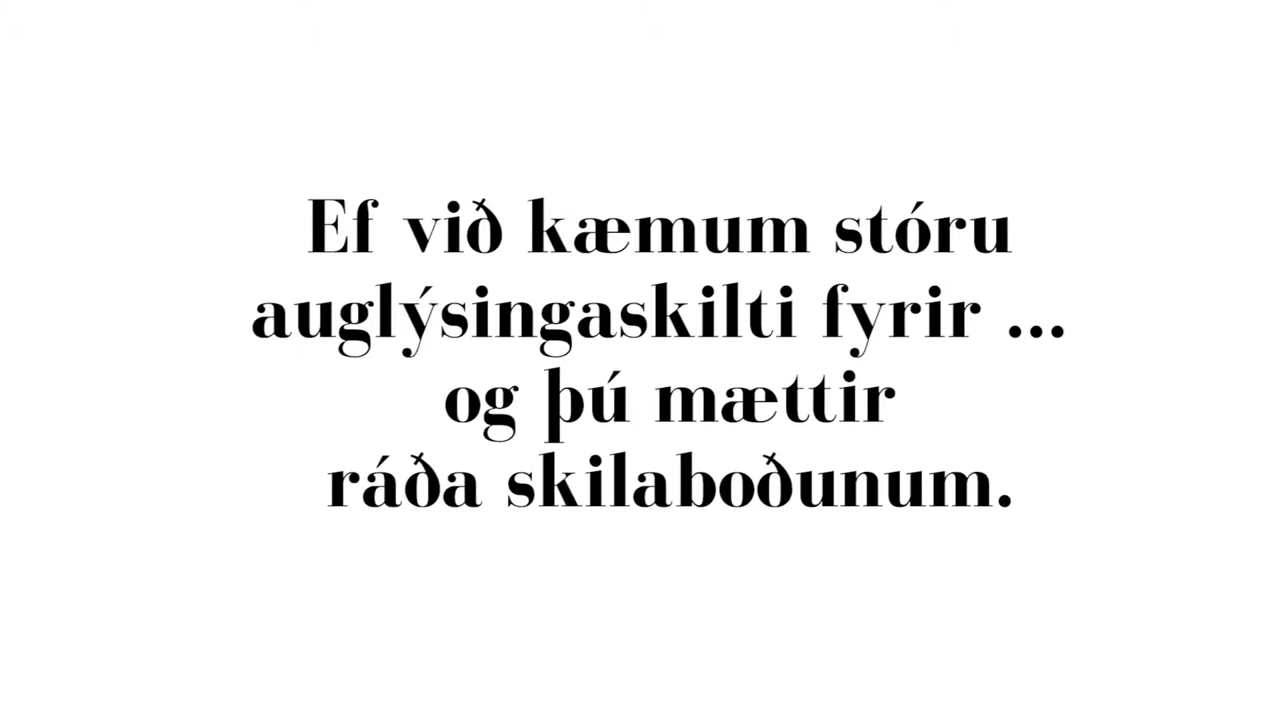 Ef við kæmum stóru
auglýsingaskilti fyrir ...
og þú mættir
ráða skilaboðunum.